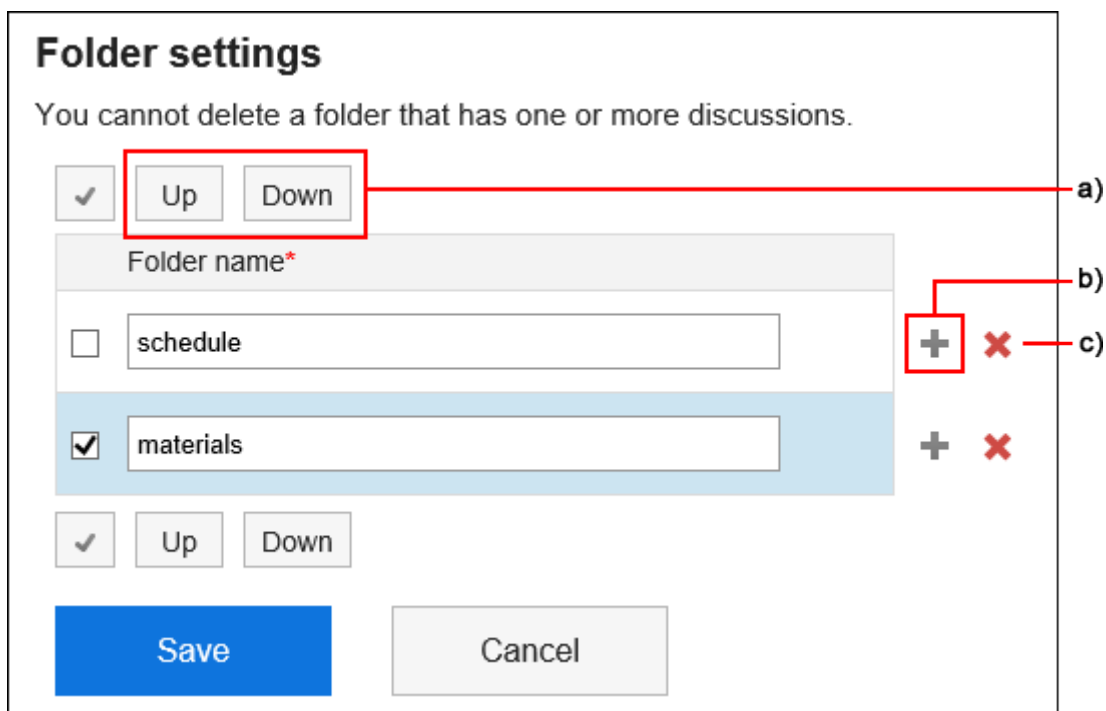 Folder settings
You cannot delete a folder that has one or more discussions.
Up Down a)
Folder name*
b)
schedule c)
materials
Up Down
Save Cancel